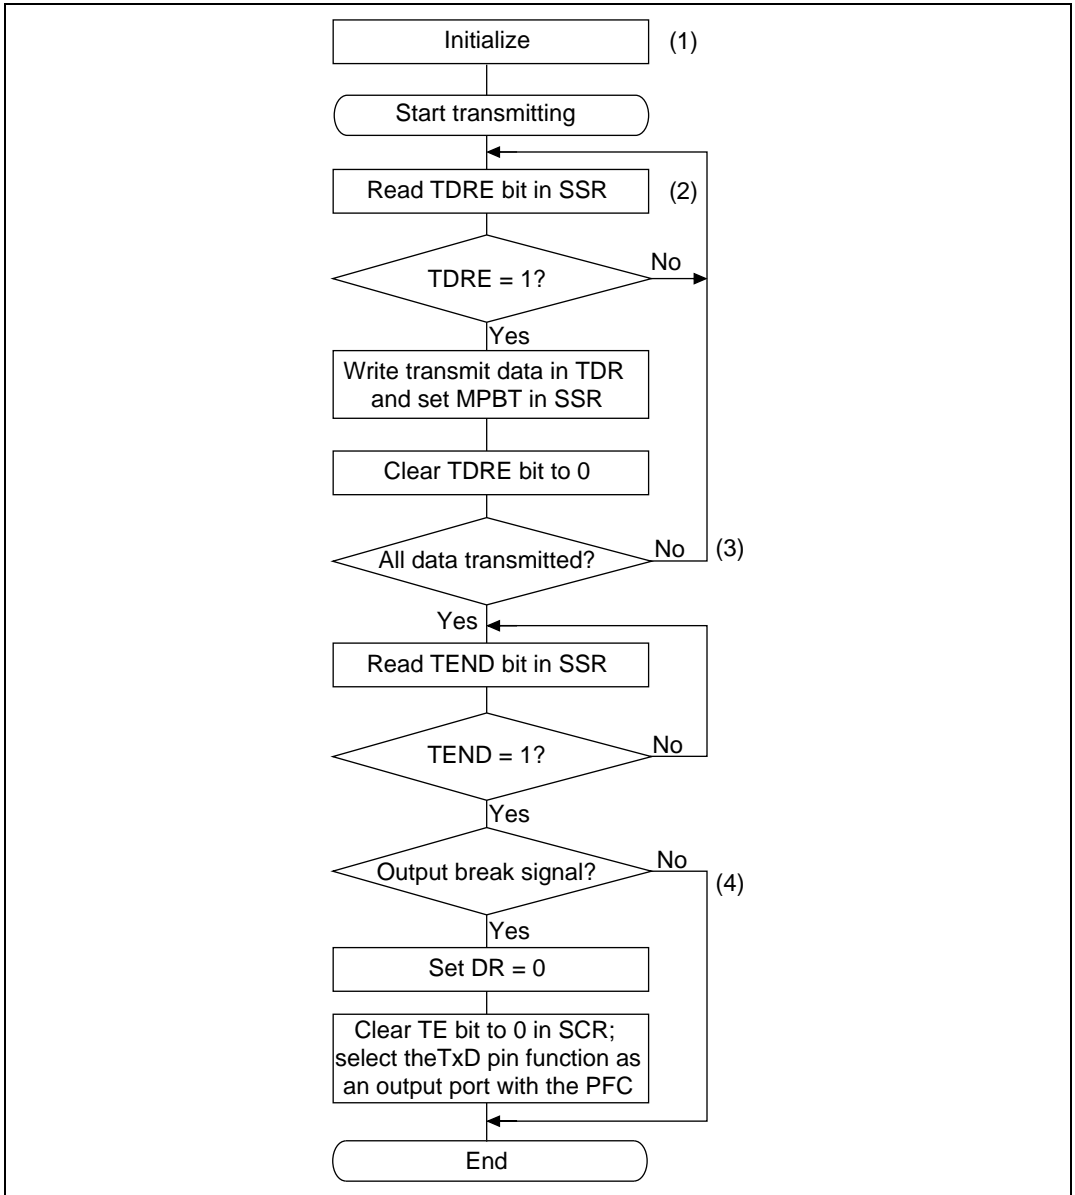 Initialize (1)
Start transmitting
Read TDRE bit in SSR (2)
TDRE = 1? No
Yes
Write transmit data in TDR
and set MPBT in SSR
Clear TDRE bit to 0
All data transmitted? No (3)
Yes
Read TEND bit in SSR
TEND = 1? No
Yes
Output break signal? No
(4)
Yes
Set DR = 0
Clear TE bit to 0 in SCR;
select theTxD pin function as
an output port with the PFC
End